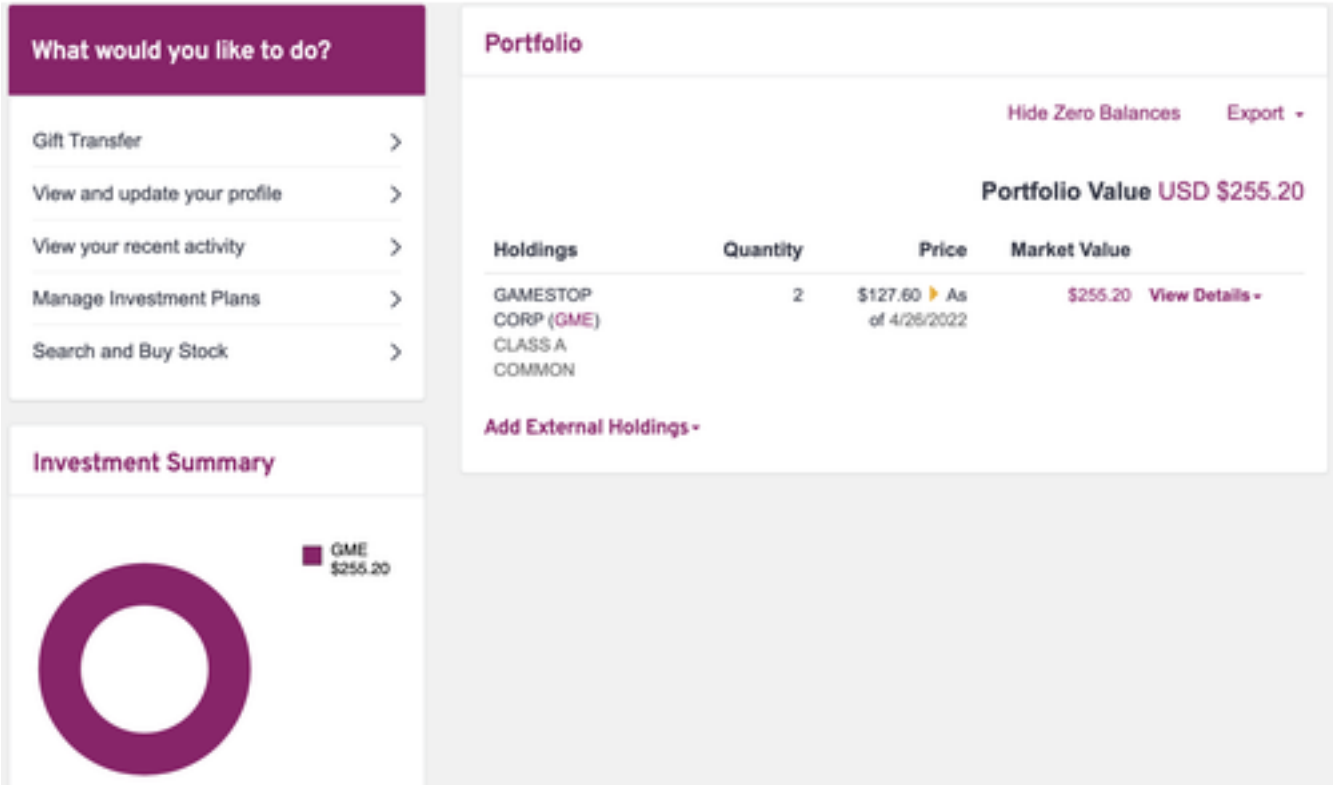 What would you like to do?
Gift Transfer
View and update your profile
View your recent activity
Manage Investment Plans
Search and Buy Stock
Investment Summary
GME
$255.20
Portfolio
Hide Zero Balances Export
Portfolio Value USD $255.20
Holdings Quantity Price Market Value
GAMESTOP 2 $127.60 As $255.20 View Details
CORP (GME) of 4/26/2022
CLASS A
COMMON
Add External Holdings